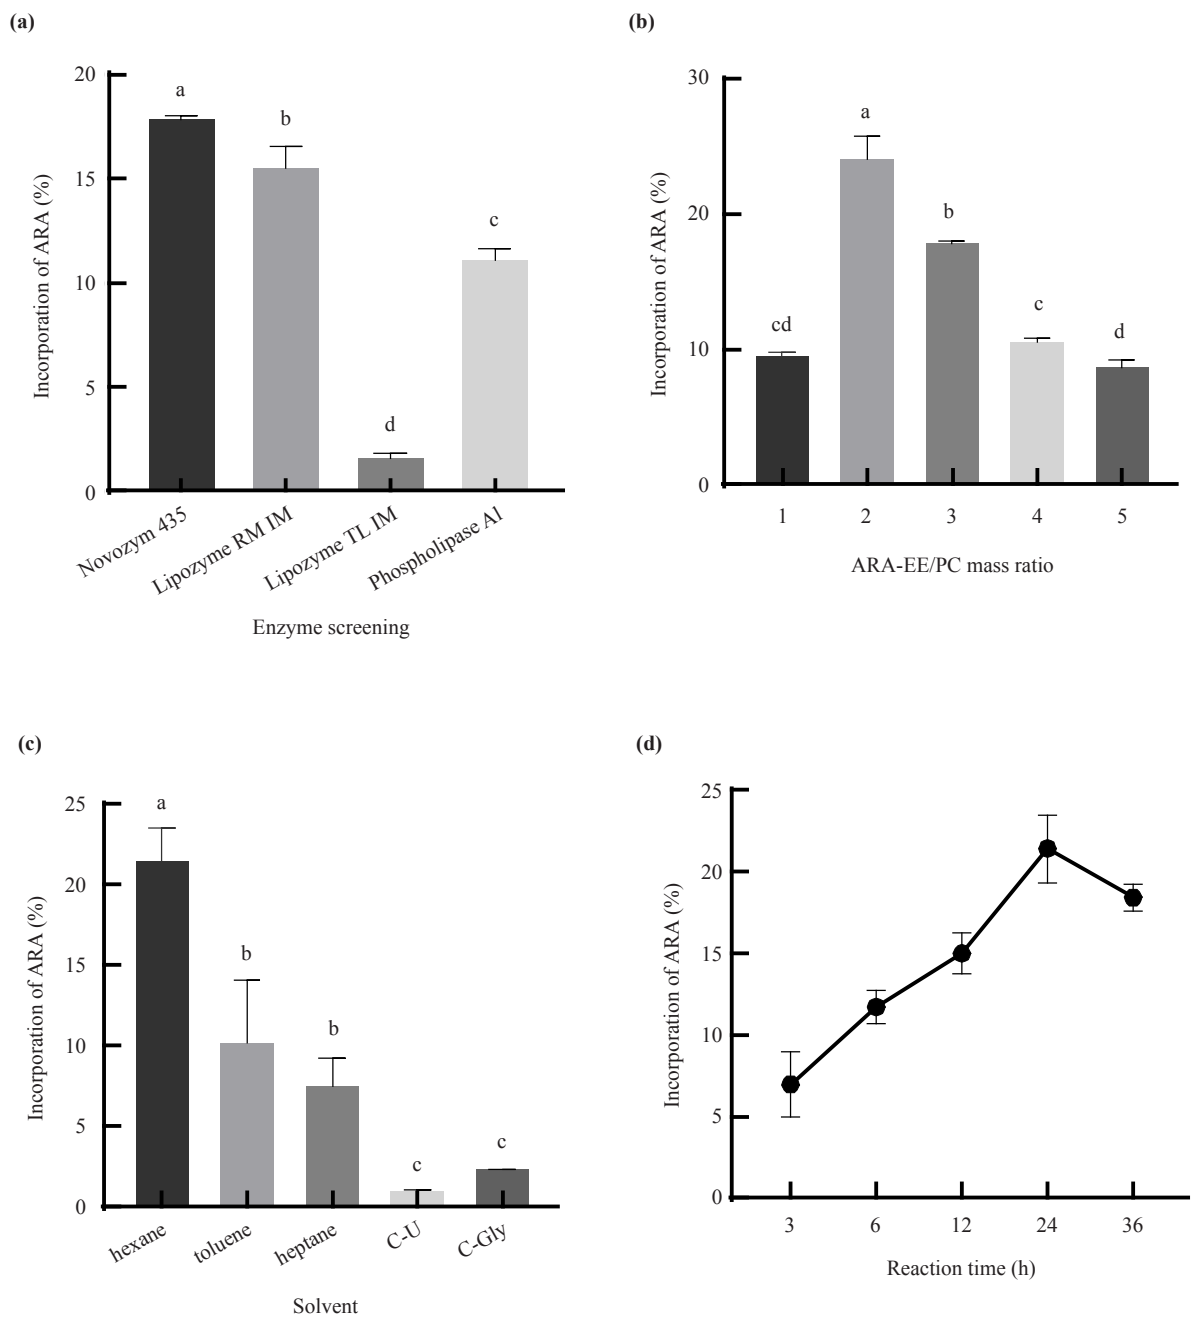 (a)
20
15
10
5
0
Incorporation of ARA (%)
a
b
d
c
Novozym 435
Lipozyme RM IM
Lipozyme TL IM
Phospholipase Al
Enzyme screening
(b)
30
20
10
0
Incorporation of ARA (%)
cd
a
b
c
d
1
2
3
4
5
ARA-EE/PC mass ratio
(c)
25
20
15
10
5
0
Incorporation of ARA (%)
a
b
b
c
c
hexane
toluene
heptane
C-U
C-Gly
Solvent
(d)
25
20
15
10
5
0
Incorporation of ARA (%)
3
6
12
24
36
Reaction time (h)